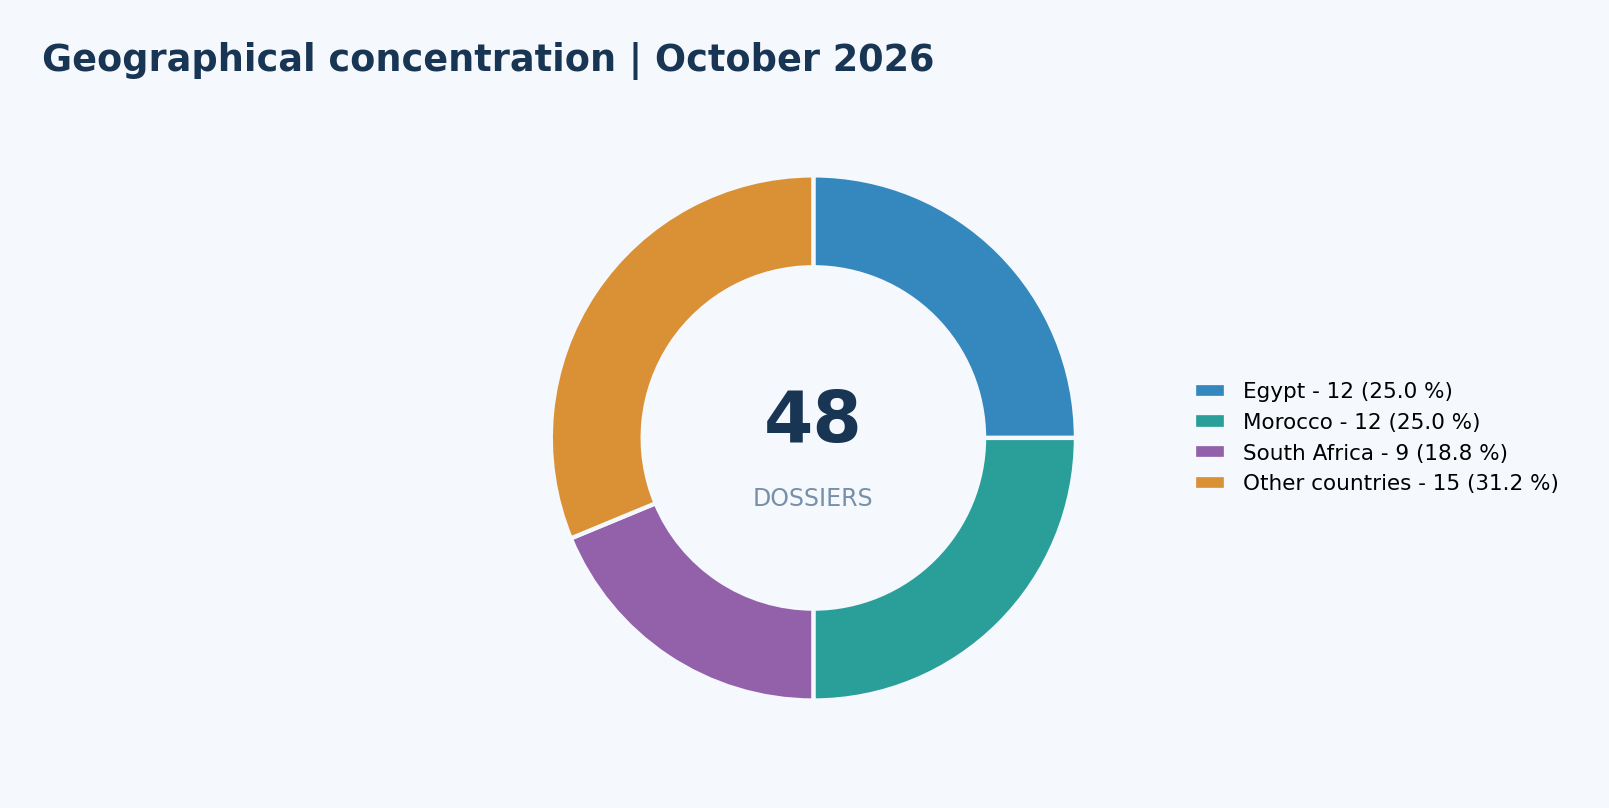 Geographical concentration | October 2026
48
DOSSIERS
Egypt - 12 (25.0 %)
Morocco - 12 (25.0 %)
South Africa - 9 (18.8 %)
Other countries - 15 (31.2 %)